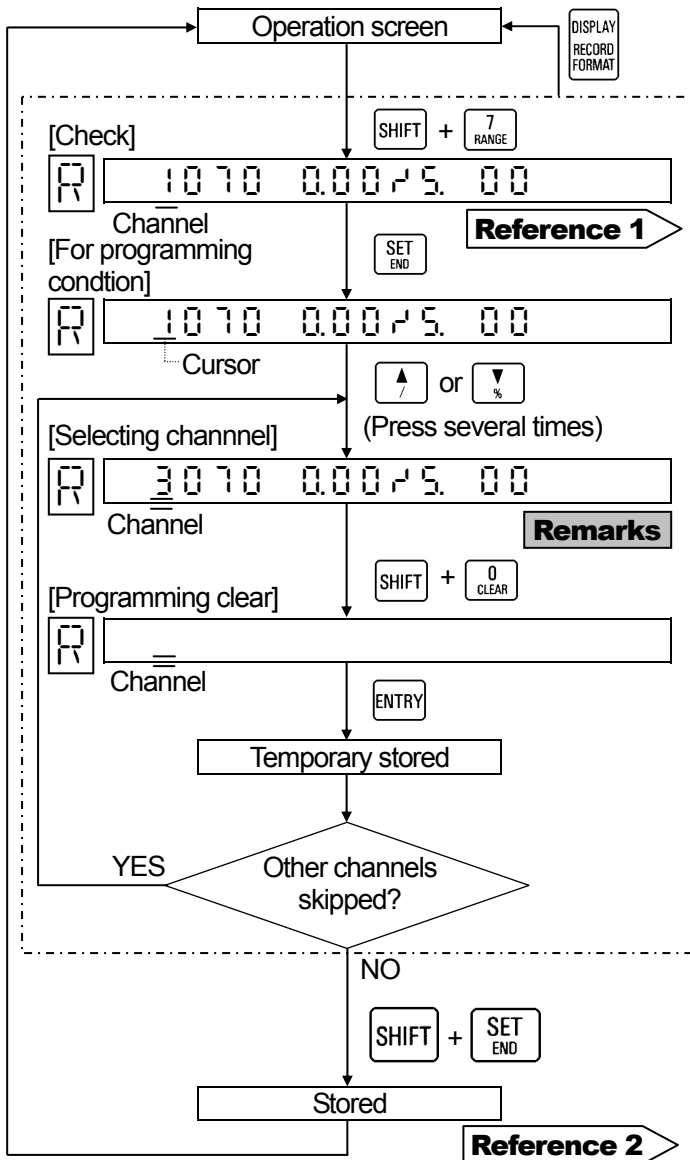 Operation screen
DISPLAY
RECORD
FORMAT
SHIFT + 7
RANGE
[Check]
R 1070 0.00r5. 00
Channel
Reference 1
[For programming
condtion]
SET
END
R 1070 0.00r5. 00
Cursor
▲ / or ▼ %
(Press several times)
[Selecting channnel]
R 3070 0.00r5. 00
Channel
Remarks
SHIFT + 0
CLEAR
[Programming clear]
R
Channel
ENTRY
Temporary stored
YES
Other channels
skipped?
NO
SHIFT + SET
END
Stored
Reference 2